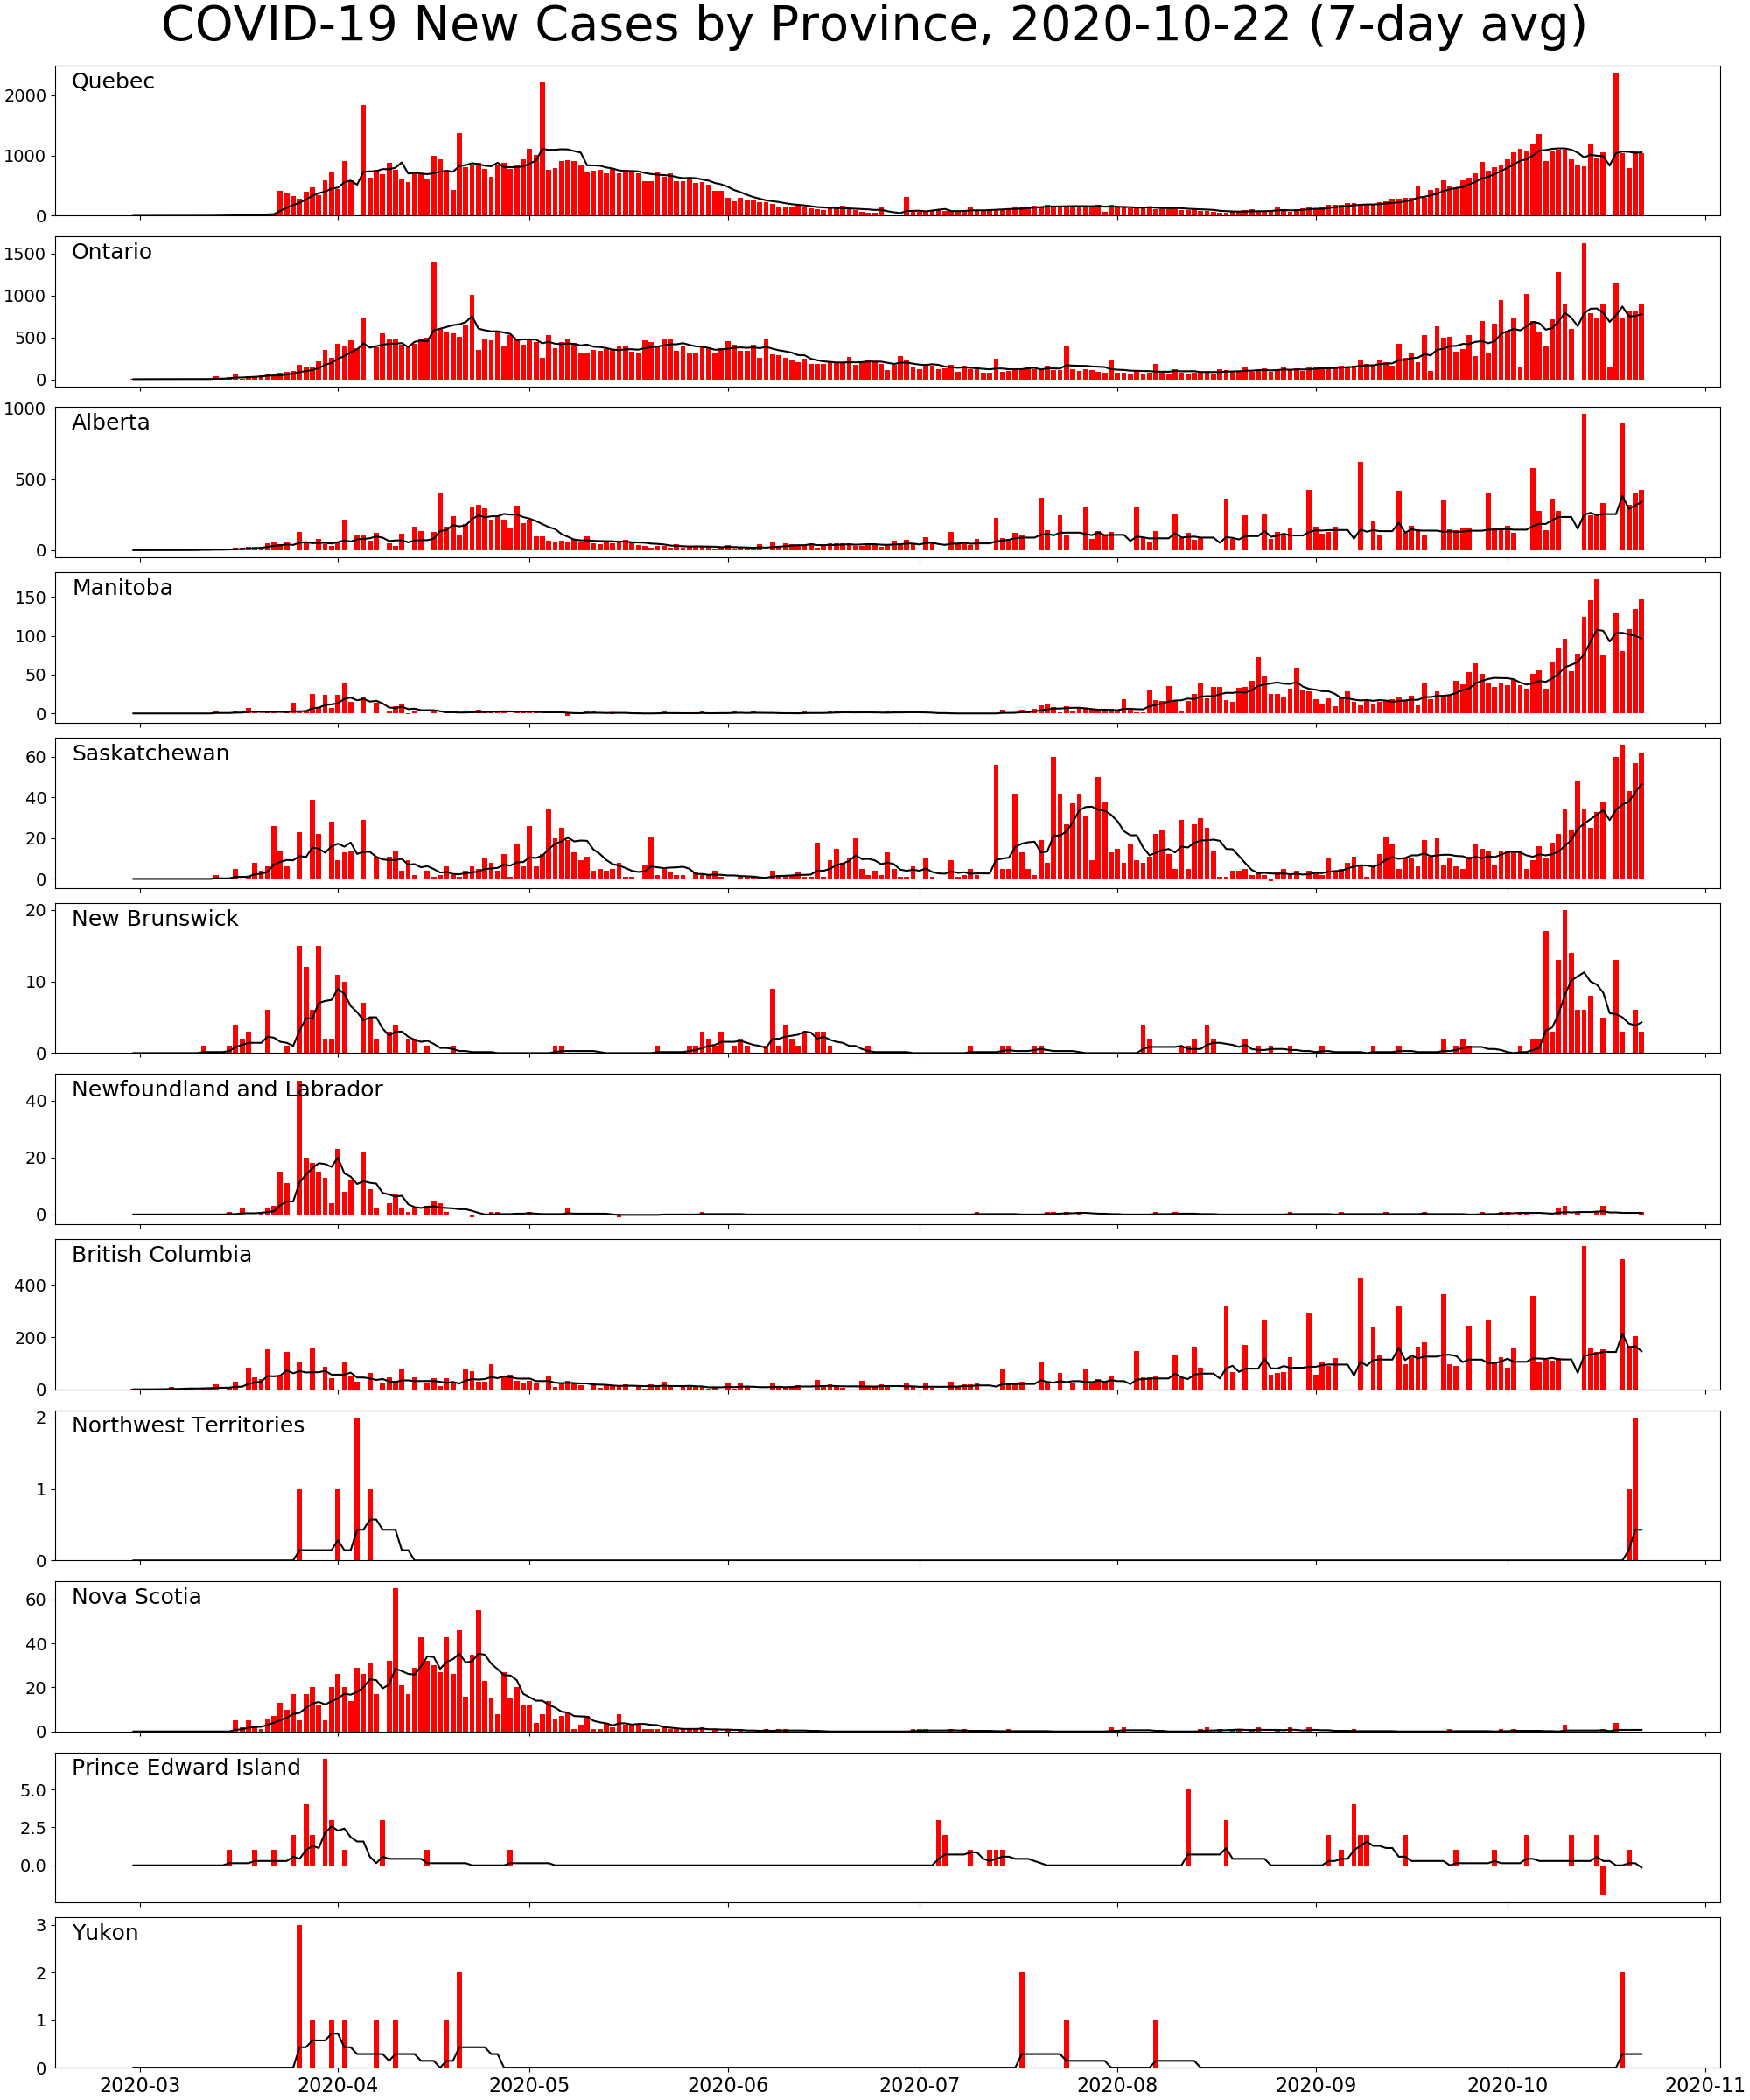 COVID-19 New Cases by Province, 2020-10-22 (7-day avg)
Quebec
2000
1000
0
Ontario
1500
1000
500
0
Alberta
1000
500
0
Manitoba
150
100
50
0
Saskatchewan
60
40
20
0
New Brunswick
20
10
0
Newfoundland and Labrador
40
20
0
British Columbia
400
200
0
Northwest Territories
2
1
0
Nova Scotia
60
40
20
0
Prince Edward Island
5.0
2.5
0.0
Yukon
3
2
1
0
2020-03 2020-04 2020-05 2020-06 2020-07 2020-08 2020-09 2020-10 2020-11